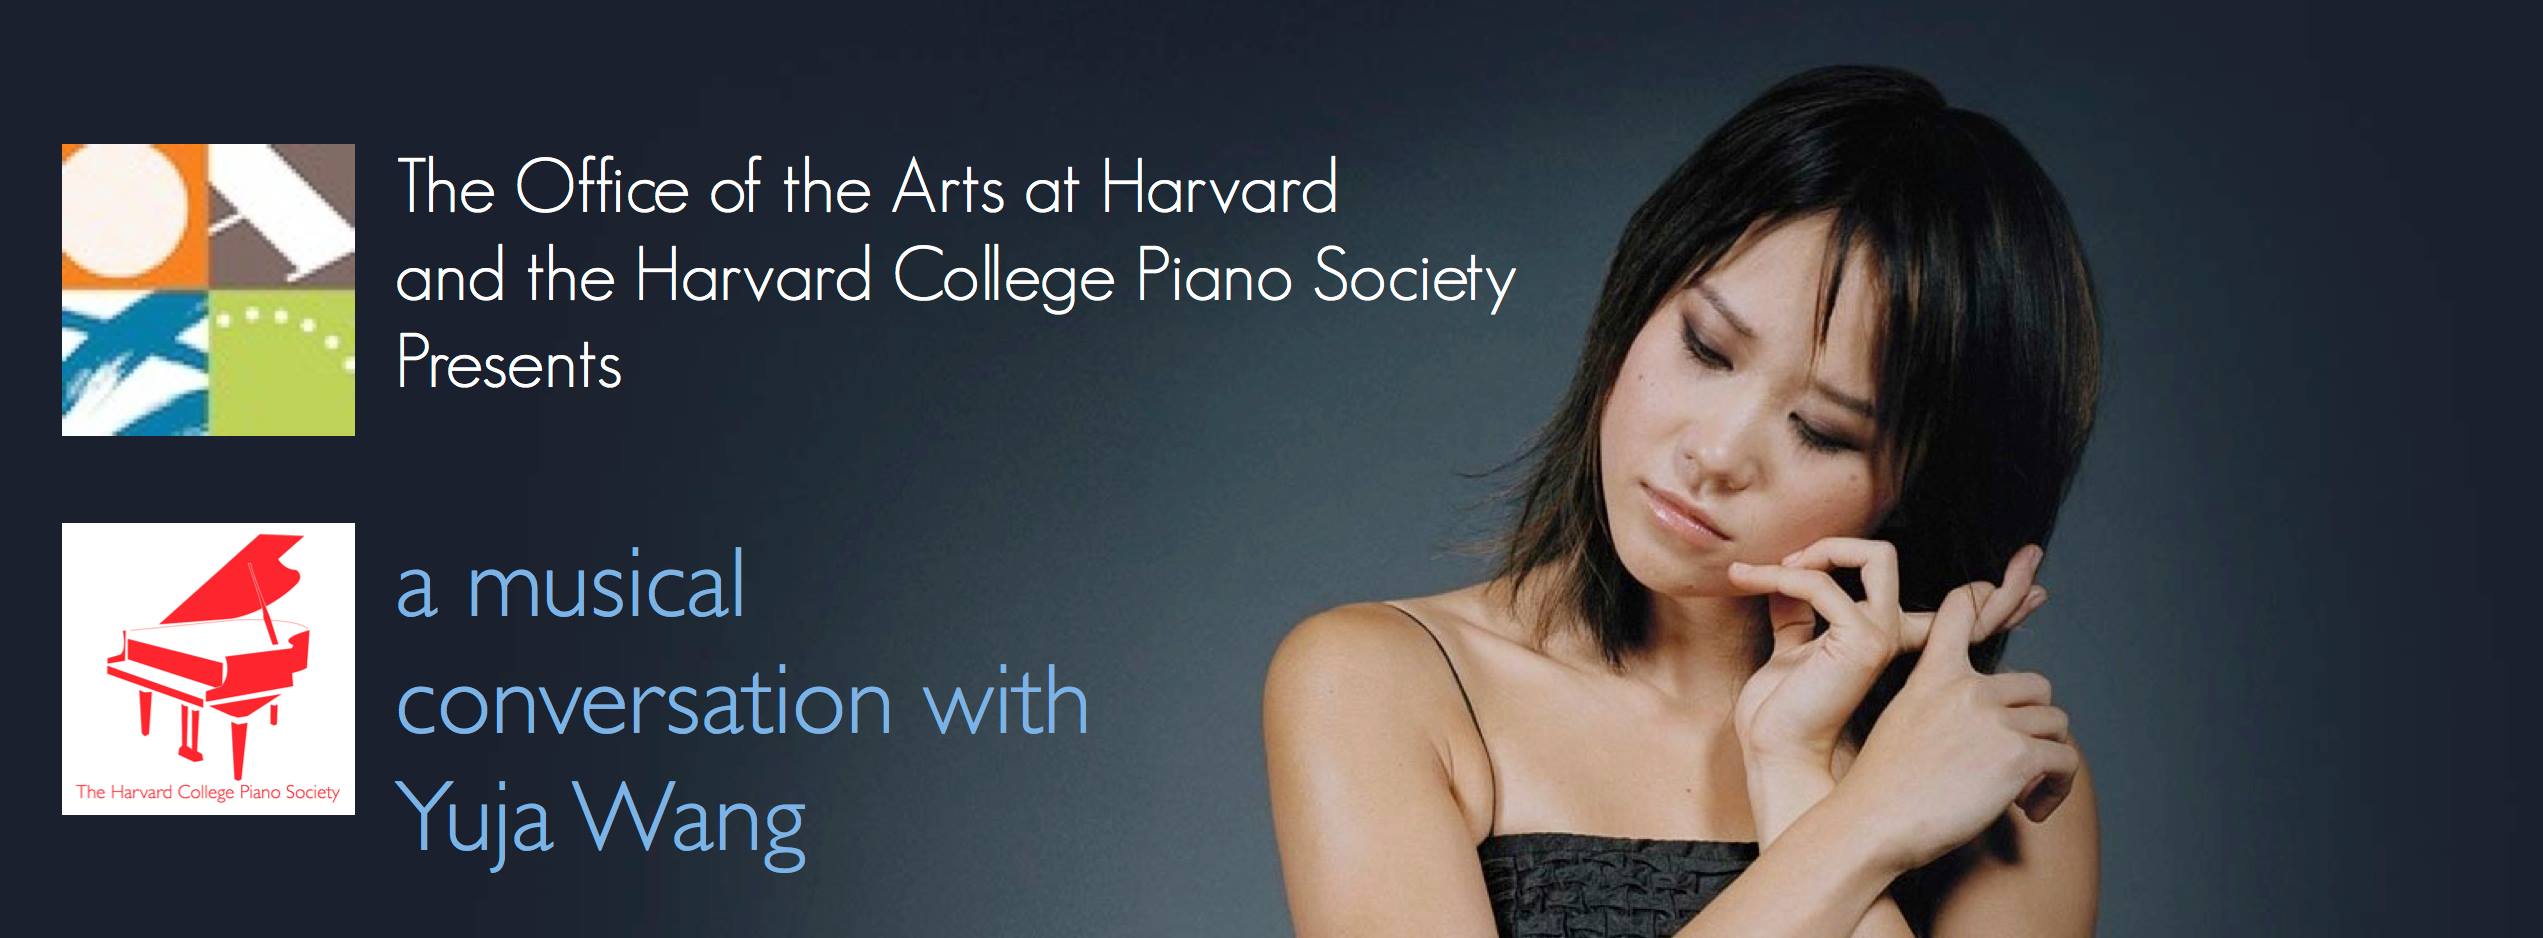 The Office of the Arts at Harvard
and the Harvard College Piano Society
Presents
a musical
conversation with
Yuja Wang
The Harvard College Piano Society